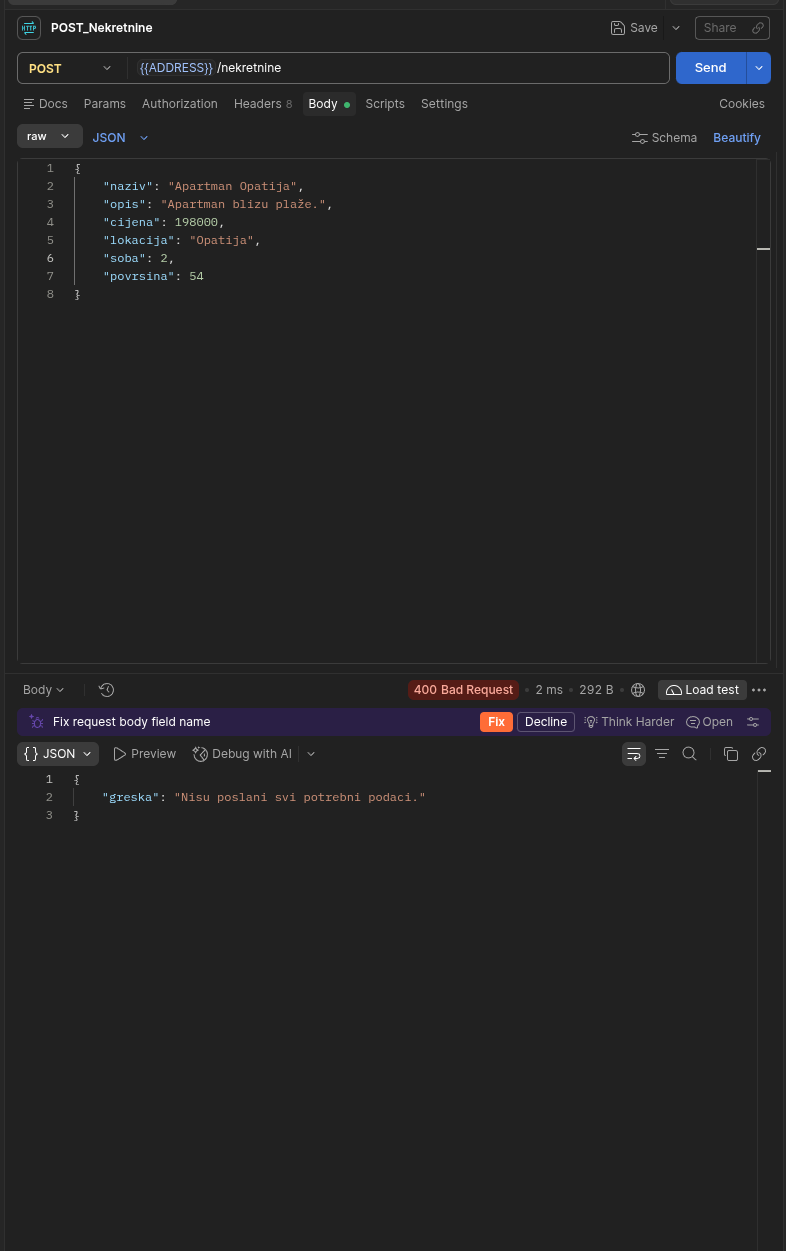 HTTP POST_Nekretnine Save Share
POST {{ADDRESS}} /nekretnine Send
Docs Params Authorization Headers 8 Body Scripts Settings Cookies
raw JSON Schema Beautify
1 {
2 "naziv": "Apartman Opatija",
3 "opis": "Apartman blizu plaže.",
4 "cijena": 198000,
5 "lokacija": "Opatija",
6 "soba": 2,
7 "povrsina": 54
8 }
Body 400 Bad Request • 2 ms • 292 B • Load test
Fix request body field name Fix Decline Think Harder Open
{} JSON Preview Debug with AI
1 {
2 "greska": "Nisu poslani svi potrebni podaci."
3 }